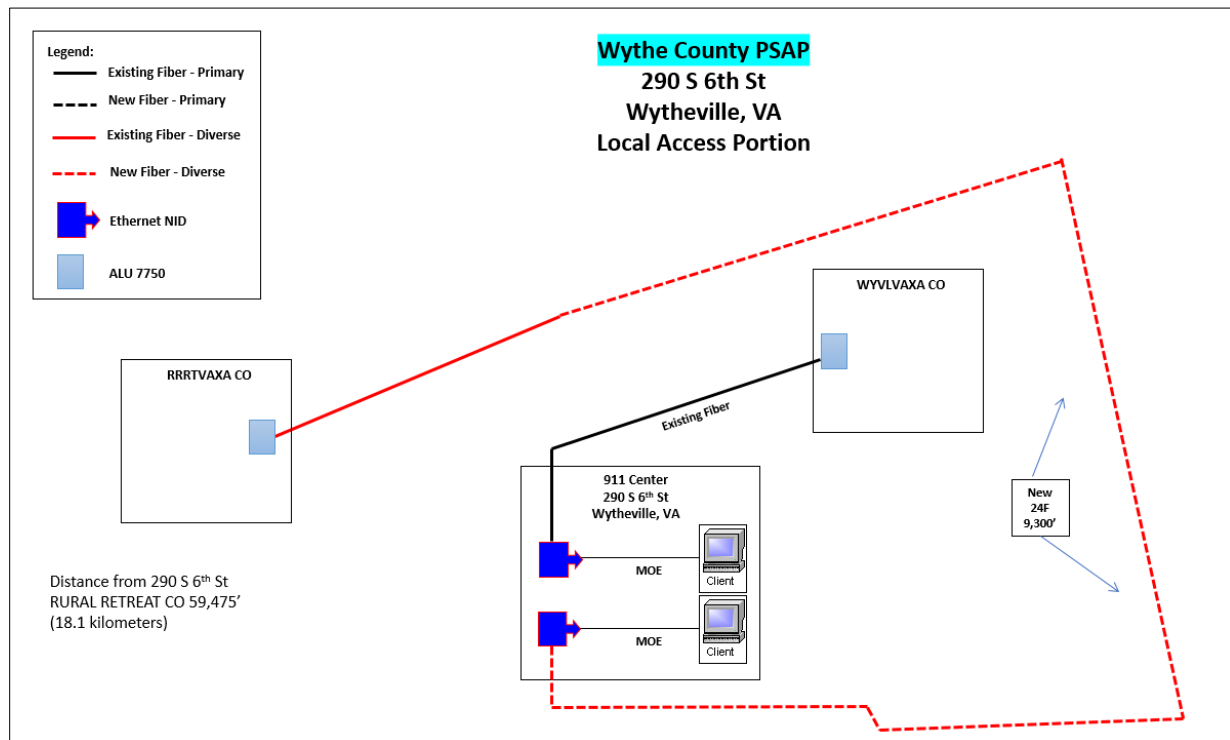 Legend:
Existing Fiber - Primary
New Fiber - Primary
Existing Fiber - Diverse
New Fiber - Diverse
Ethernet NID
ALU 7750
Wythe County PSAP
290 S 6th St
Wytheville, VA
Local Access Portion
WYVLVAXA CO
RRRTVAXA CO
Existing Fiber
911 Center
290 S 6th St
Wytheville, VA
MOE
Client
MOE
Client
New
24F
9,300'
Distance from 290 S 6th St
RURAL RETREAT CO 59,475'
(18.1 kilometers)